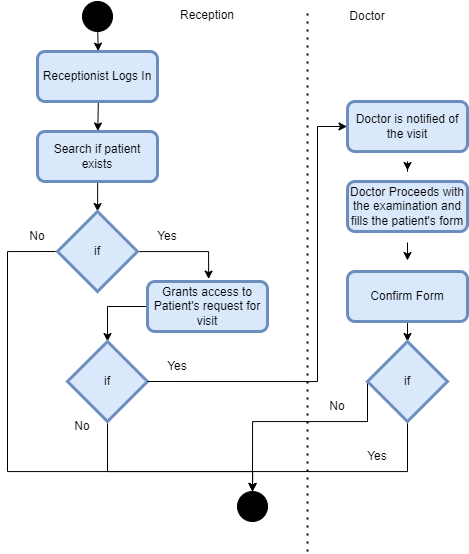 Reception
Doctor
Receptionist Logs In
Search if patient
exists
No
if
Yes
Grants access to
Patient's request for
visit
if
Yes
No
Doctor is notified of
the visit
Doctor Proceeds with
the examination and
fills the patient's form
Confirm Form
if
No
Yes